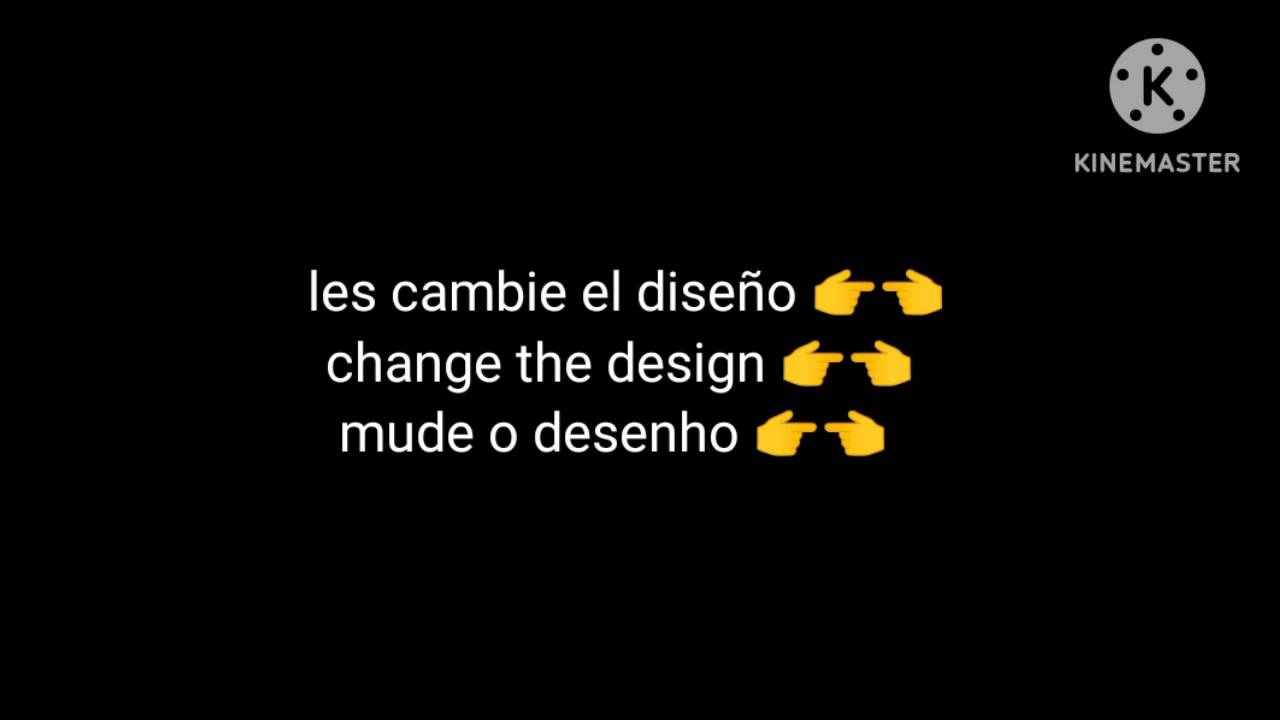 K
KINEMASTER
les cambie el diseño 👉👈
change the design 👉👈
mude o desenho 👉👈